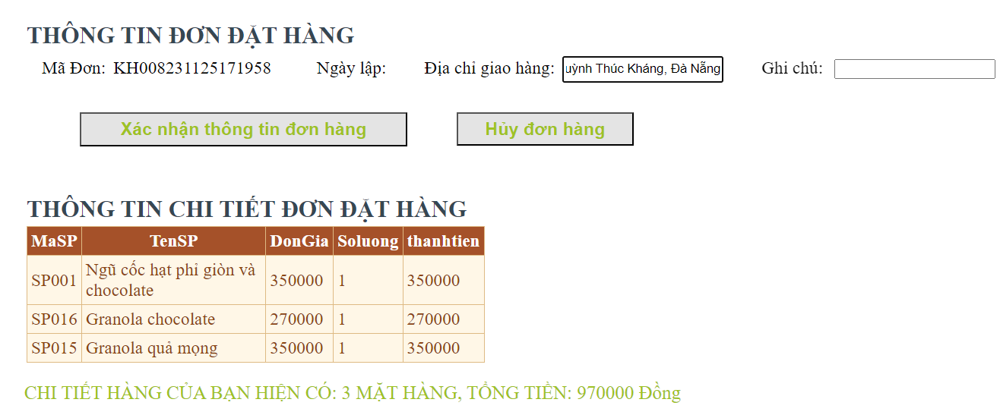 THÔNG TIN ĐƠN ĐẶT HÀNG
Mã Đơn: KH008231125171958 Ngày lập: Địa chỉ giao hàng: uỳnh Thúc Kháng, Đà Nẵng Ghi chú:
Xác nhận thông tin đơn hàng Hủy đơn hàng
THÔNG TIN CHI TIẾT ĐƠN ĐẶT HÀNG
MaSP TenSP DonGia Soluong thanhtien
SP001 Ngũ cốc hạt phỉ giòn và chocolate 350000 1 350000
SP016 Granola chocolate 270000 1 270000
SP015 Granola quả mọng 350000 1 350000
CHI TIẾT HÀNG CỦA BẠN HIỆN CÓ: 3 MẶT HÀNG, TỔNG TIỀN: 970000 Đồng